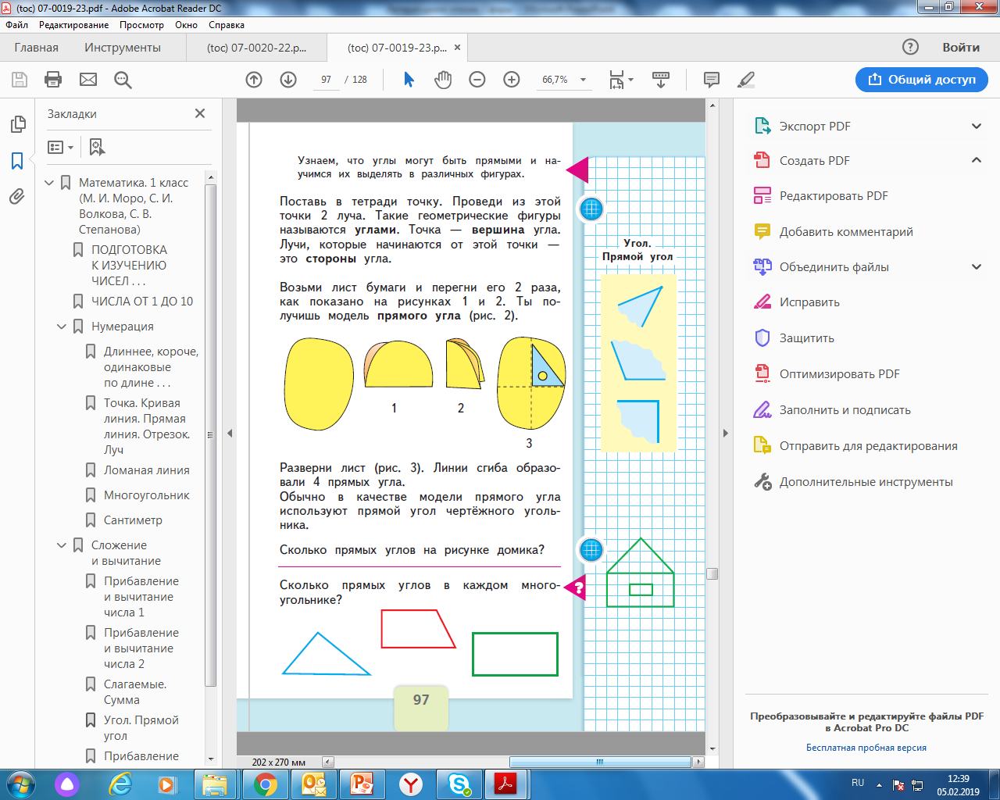 (toc) 07-0019-23.pdf - Adobe Acrobat Reader DC
Файл Редактирование Просмотр Окно Справка
Главная Инструменты (toc) 07-0020-22.p... (toc) 07-0019-23.p... × Войти
97 / 128 66,7% Общий доступ
Закладки
Математика. 1 класс
(М. И. Моро, С. И.
Волкова, С. В.
Степанова)
ПОДГОТОВКА
К ИЗУЧЕНИЮ
ЧИСЕЛ . . .
ЧИСЛА ОТ 1 ДО 10
Нумерация
Длиннее, короче,
одинаковые
по длине . . .
Точка. Кривая
линия. Прямая
линия. Отрезок.
Луч
Ломаная линия
Многоугольник
Сантиметр
Сложение
и вычитание
Прибавление
и вычитание
числа 1
Прибавление
и вычитание
числа 2
Слагаемые.
Сумма
Угол. Прямой
угол
Прибавление
Узнаем, что углы могут быть прямыми и на-
учимся их выделять в различных фигурах.
Поставь в тетради точку. Проведи из этой
точки 2 луча. Такие геометрические фигуры
называются углами. Точка — вершина угла.
Лучи, которые начинаются от этой точки —
это стороны угла.
Возьми лист бумаги и перегни его 2 раза,
как показано на рисунках 1 и 2. Ты по-
лучишь модель прямого угла (рис. 2).
1 2
3
Разверни лист (рис. 3). Линии сгиба образо-
вали 4 прямых угла.
Обычно в качестве модели прямого угла
используют прямой угол чертёжного уголь-
ника.
Сколько прямых углов на рисунке домика?
Сколько прямых углов в каждом много-
угольнике?
?
97
Угол.
Прямой угол
202 x 270 мм
Экспорт PDF
Создать PDF
Редактировать PDF
Добавить комментарий
Объединить файлы
Исправить
Защитить
Оптимизировать PDF
Заполнить и подписать
Отправить для редактирования
Дополнительные инструменты
Преобразовывайте и редактируйте файлы PDF
в Acrobat Pro DC
Бесплатная пробная версия
RU
12:39
05.02.2019